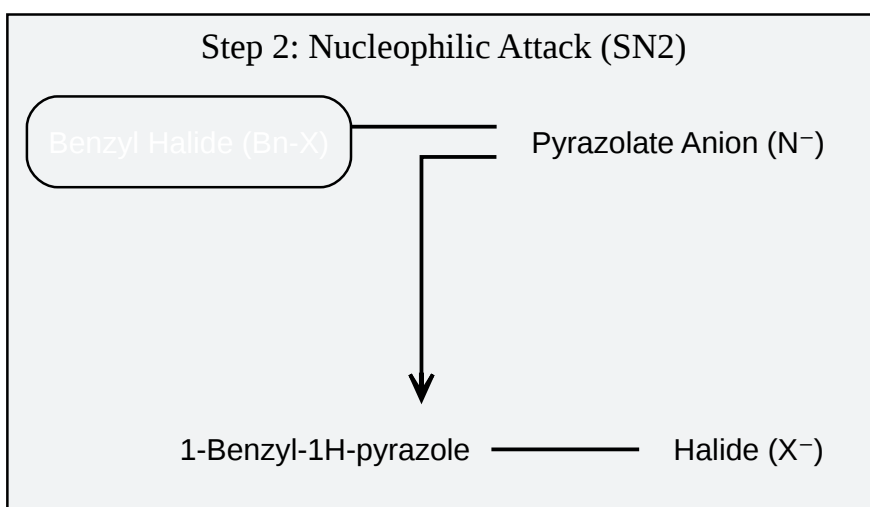 Step 2: Nucleophilic Attack (SN2)
Benzyl Halide (Bn-X)
Pyrazolate Anion (N⁻)
1-Benzyl-1H-pyrazole
Halide (X⁻)